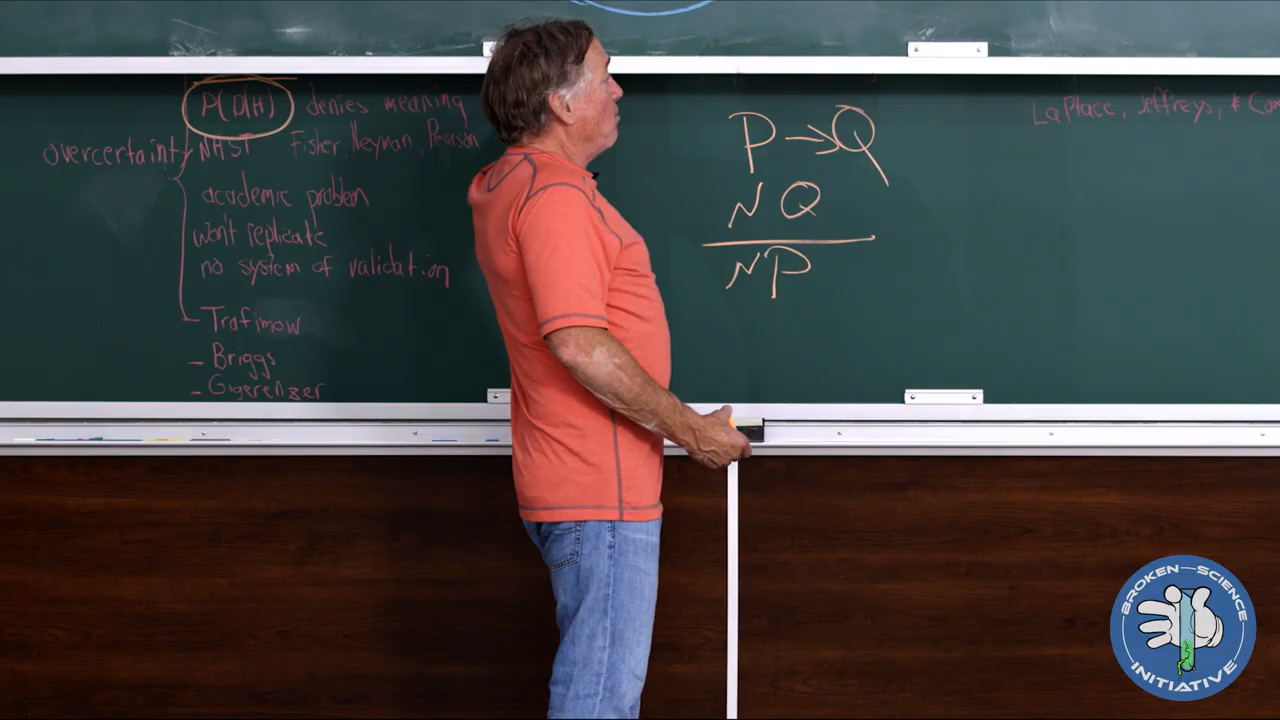 P(D|H) denies meaning
overcertainty NHST Fisher, Neyman, Pearson
academic problem
won't replicate
no system of validation
- Trafimow
- Briggs
- Gigerenzer
P → Q
N Q
N P
LaPlace, Jeffreys, &
BROKEN—SCIENCE
INITIATIVE